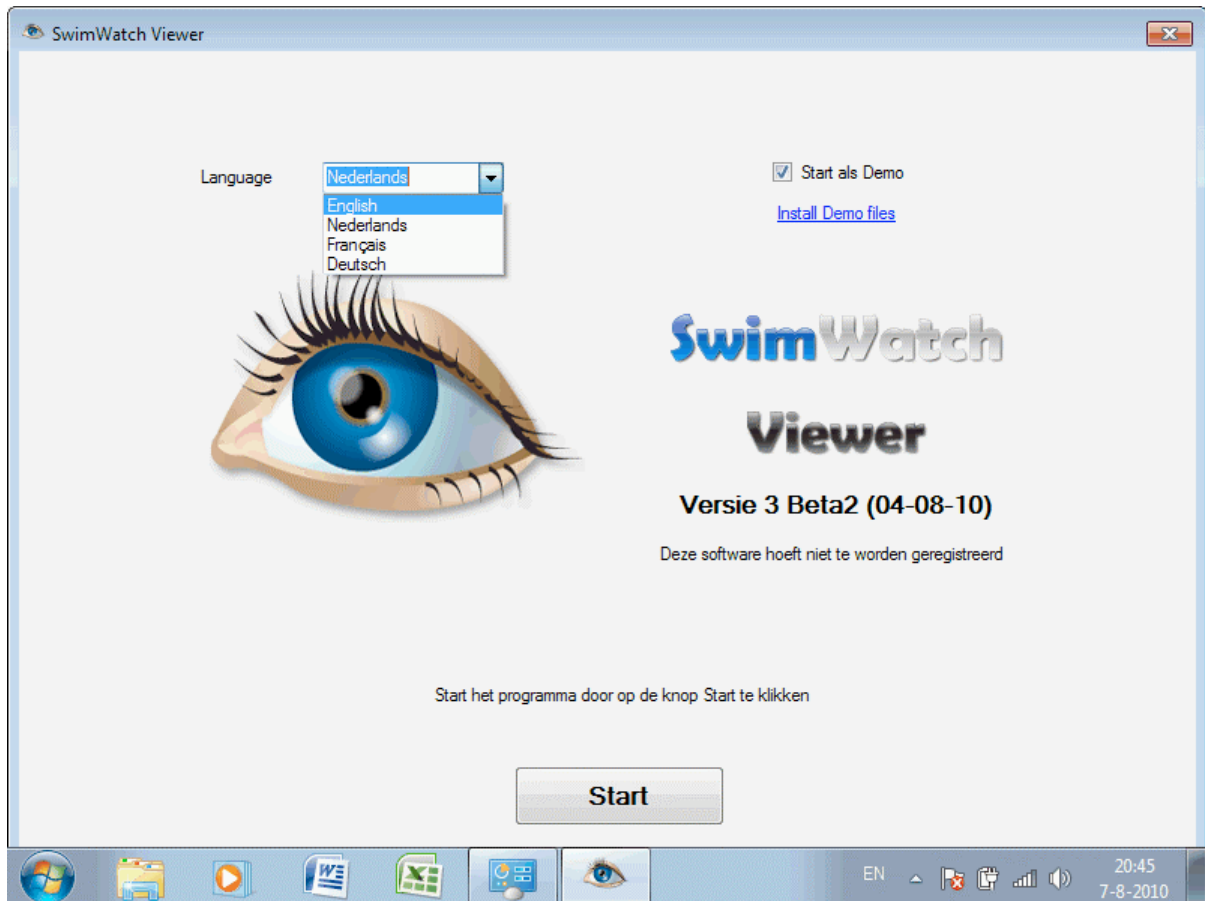 SwimWatch Viewer
Language
Nederlands
Start als Demo
English
Nederlands
Français
Deutsch
Install Demo files
SwimWatch
Viewer
Versie 3 Beta2 (04-08-10)
Deze software hoeft niet te worden geregistreerd
Start het programma door op de knop Start te klikken
Start
EN
20:45
7-8-2010